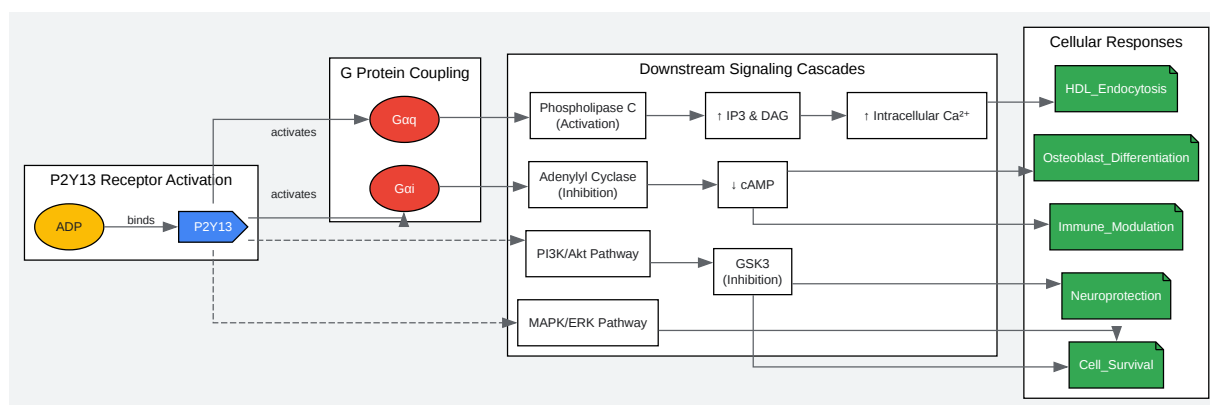 P2Y13 Receptor Activation
ADP
binds
P2Y13
activates
activates
G Protein Coupling
Gαq
Gαi
Downstream Signaling Cascades
Phospholipase C
(Activation)
↑ IP3 & DAG
↑ Intracellular Ca²⁺
Adenylyl Cyclase
(Inhibition)
↓ cAMP
PI3K/Akt Pathway
GSK3
(Inhibition)
MAPK/ERK Pathway
Cellular Responses
HDL_Endocytosis
Osteoblast_Differentiation
Immune_Modulation
Neuroprotection
Cell_Survival